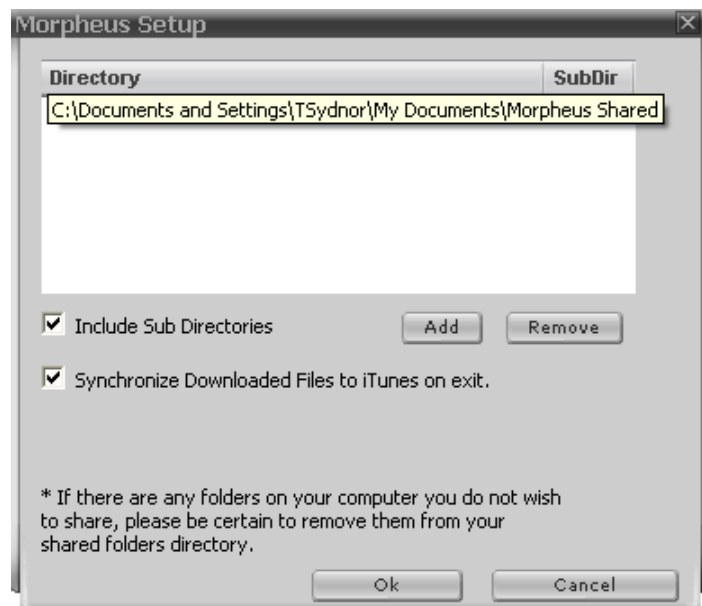 Morpheus Setup
Directory SubDir
C:\Documents and Settings\TSydnor\My Documents\Morpheus Shared
Include Sub Directories Add Remove
Synchronize Downloaded Files to iTunes on exit.
* If there are any folders on your computer you do not wish
to share, please be certain to remove them from your
shared folders directory.
Ok Cancel